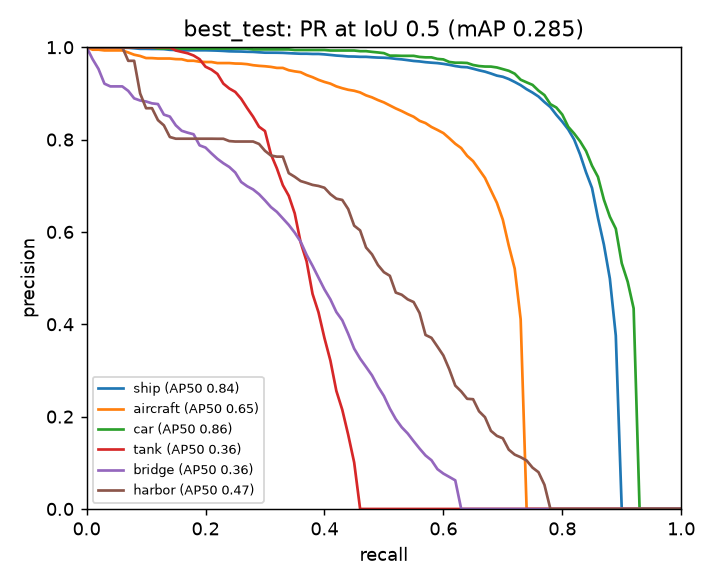 best_test: PR at IoU 0.5 (mAP 0.285)
precision
1.0
0.8
0.6
0.4
0.2
0.0
ship (AP50 0.84)
aircraft (AP50 0.65)
car (AP50 0.86)
tank (AP50 0.36)
bridge (AP50 0.36)
harbor (AP50 0.47)
0.0 0.2 0.4 0.6 0.8 1.0
recall